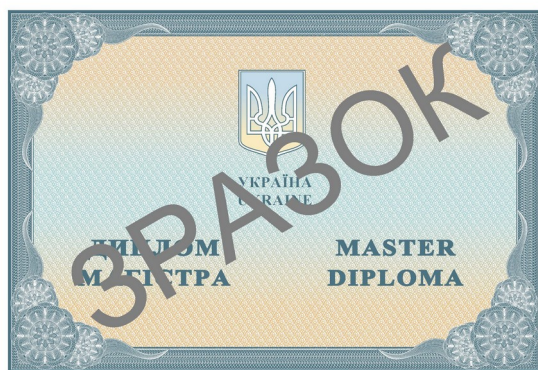 УКРАЇНА
UKRAINE
ДИПЛОМ
МАГІСТРА
MASTER
DIPLOMA
ЗРАЗОК